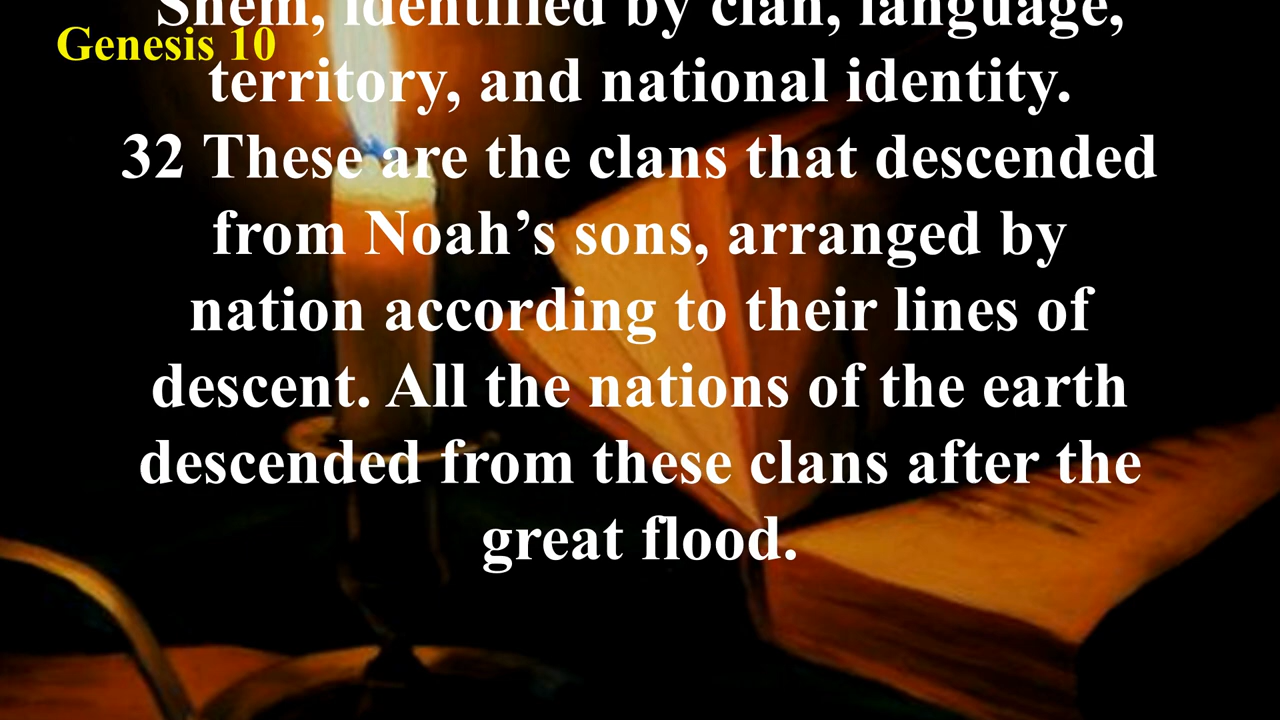 Genesis 10
Shem, identified by clan, language,
territory, and national identity.
32 These are the clans that descended
from Noah’s sons, arranged by
nation according to their lines of
descent. All the nations of the earth
descended from these clans after the
great flood.